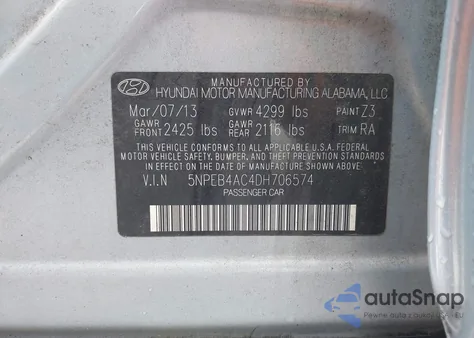 MANUFACTURED BY
HYUNDAI MOTOR MANUFACTURING ALABAMA, LLC
Mar/07/13 GVWR 4299 lbs PAINT Z3
GAWR FRONT 2425 lbs GAWR REAR 2116 lbs TRIM RA
THIS VEHICLE CONFORMS TO ALL APPLICABLE U.S.A. FEDERAL
MOTOR VEHICLE SAFETY, BUMPER, AND THEFT PREVENTION
STANDARDS IN EFFECT ON THE DATE OF MANUFACTURE SHOWN ABOVE.
V.I.N 5NPEB4AC4DH706574
PASSENGER CAR
autoSnap